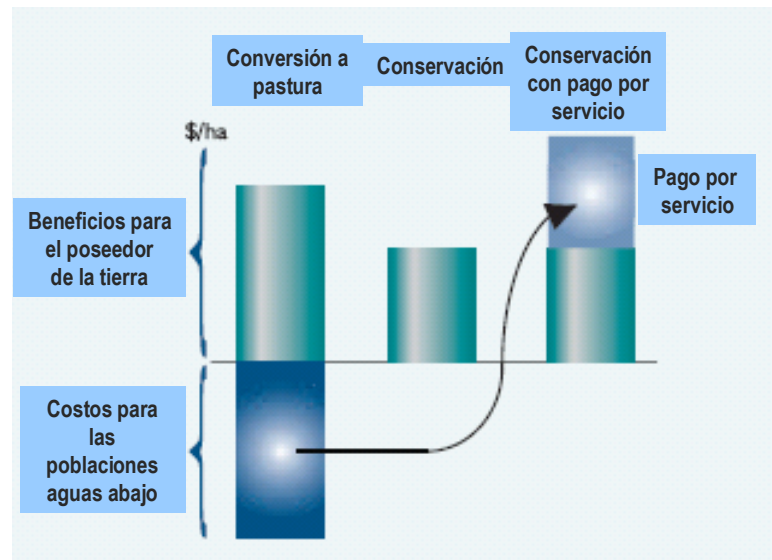 Conversión a
pastura
Conservación
Conservación
con pago por
servicio
$/ha
Pago por
servicio
Beneficios para
el poseedor
de la tierra
Costos para
las
poblaciones
aguas abajo